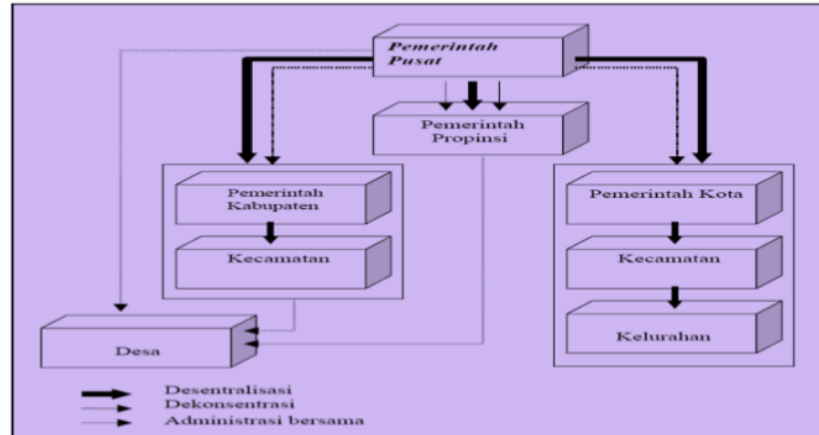 Pemerintah
Pusat
Pemerintah
Propinsi
Pemerintah
Kabupaten
Kecamatan
Desa
Pemerintah Kota
Kecamatan
Kelurahan
Desentralisasi
Dekonsentrasi
Administrasi bersama